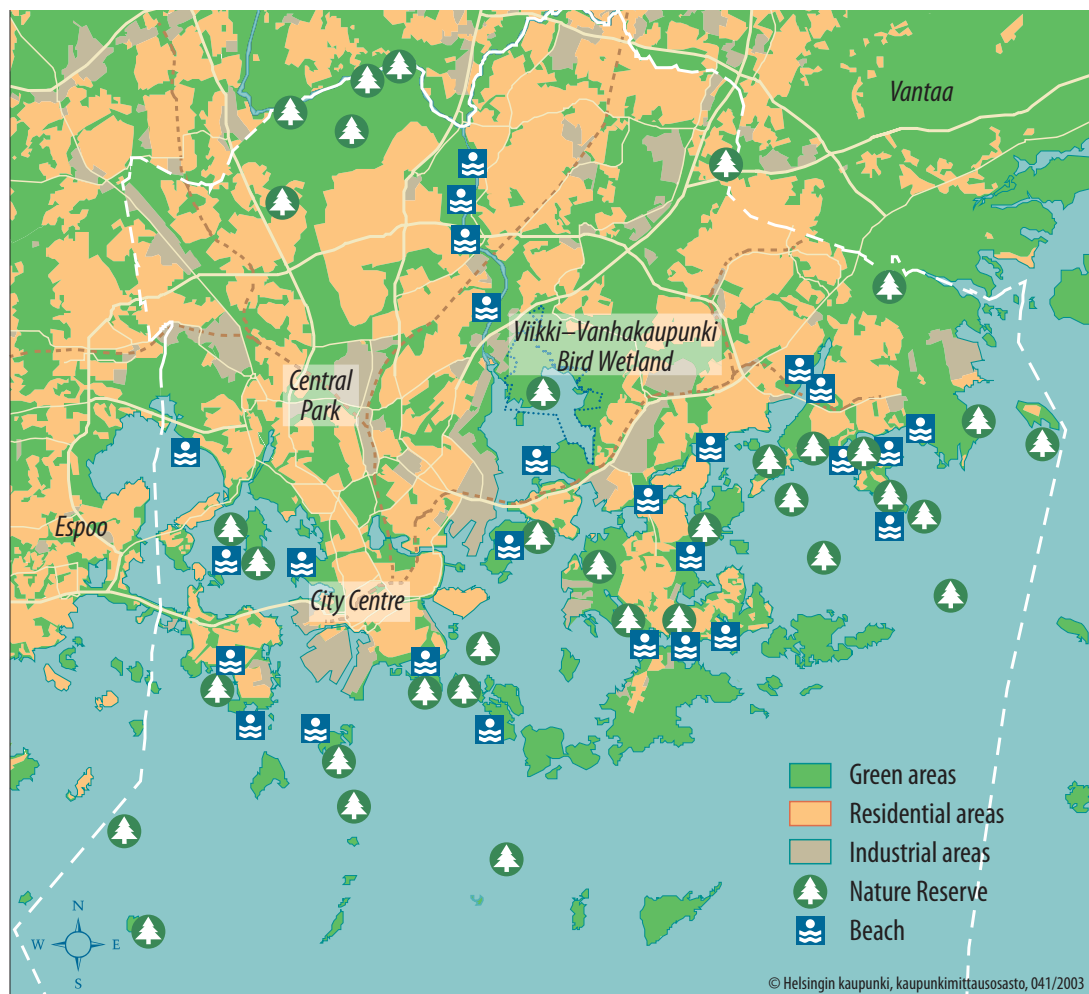 Vantaa
Viikki–Vanhakaupunki
Bird Wetland
Central
Park
Espoo
City Centre
Green areas
Residential areas
Industrial areas
Nature Reserve
Beach
N
W E
S
© Helsingin kaupunki, kaupunkimittausosasto, 041/2003